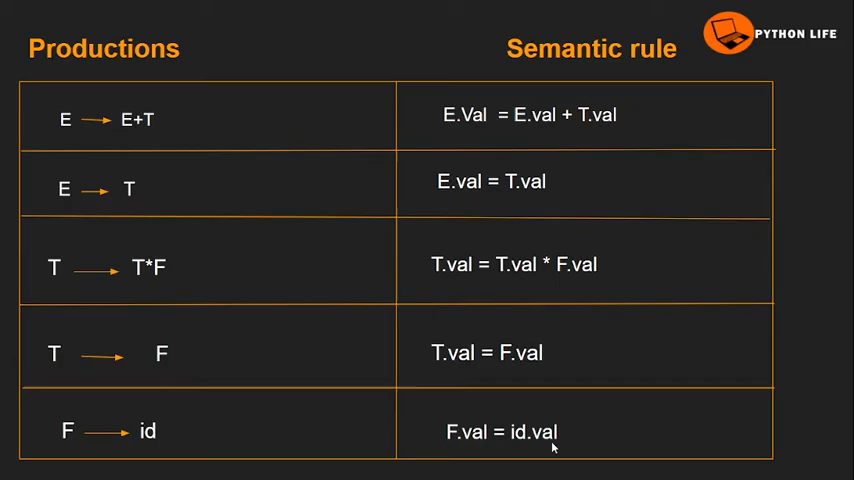 Productions
Semantic rule
PYTHON LIFE
E → E+T
E.Val = E.val + T.val
E → T
E.val = T.val
T → T*F
T.val = T.val * F.val
T → F
T.val = F.val
F → id
F.val = id.val